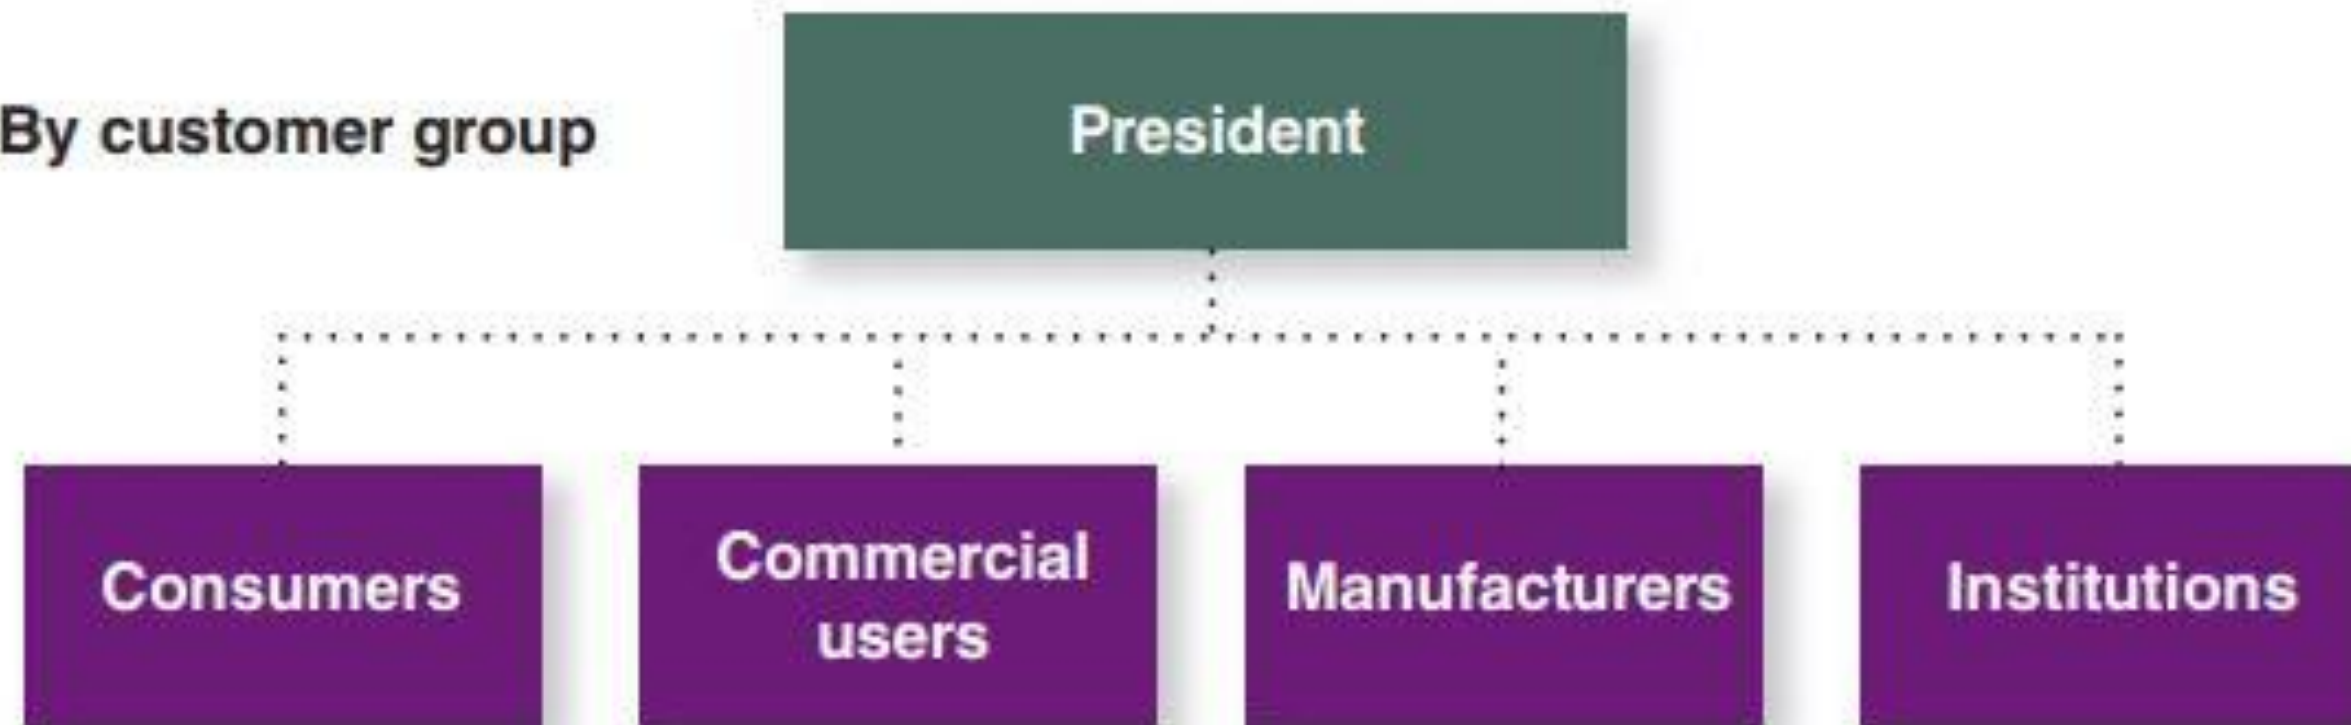 By customer group
President
Consumers
Commercial
users
Manufacturers
Institutions